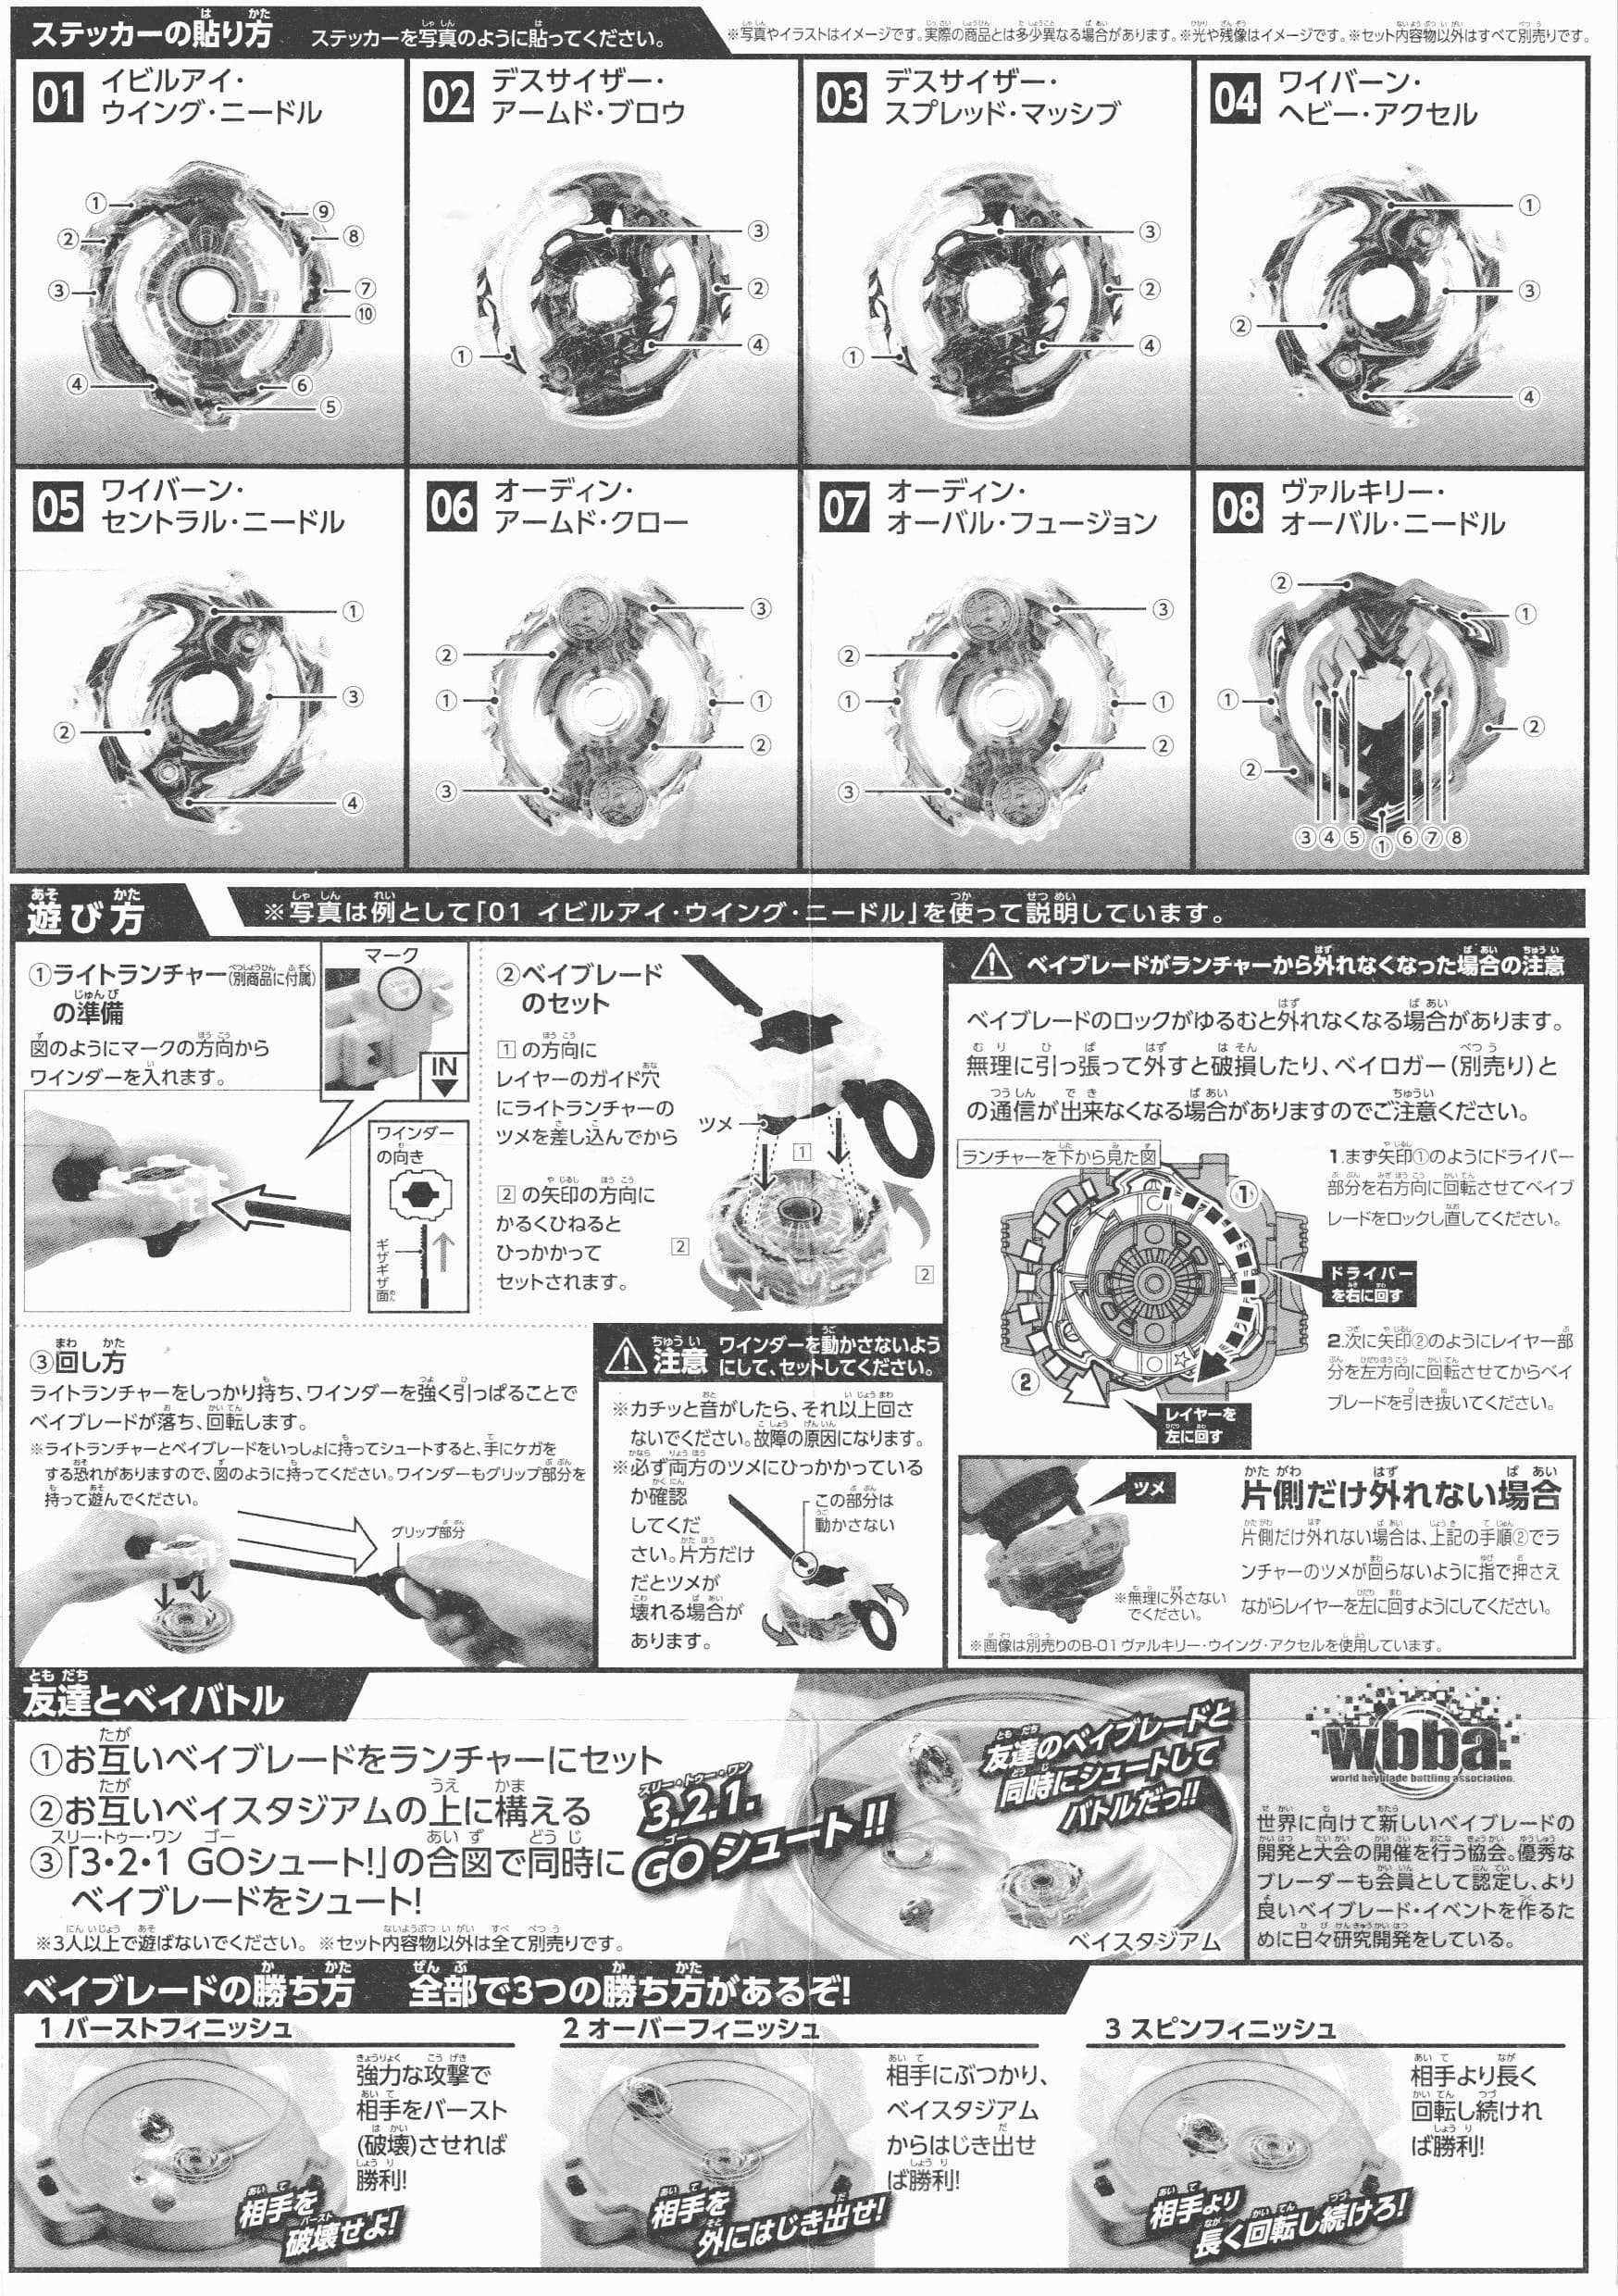 ステッカーの貼り方 ステッカーを写真のように貼ってください。
※写真やイラストはイメージです。実際の商品とは多少異なる場合があります。※光や残像はイメージです。※セット内容物以外はすべて別売りです。
01 イビルアイ・
ウイング・ニードル
① ② ③ ④ ⑤ ⑥ ⑦ ⑧ ⑨ ⑩
02 デスサイザー・
アームド・ブロウ
① ② ③ ④
03 デスサイザー・
スプレッド・マッシブ
① ② ③ ④
04 ワイバーン・
ヘビー・アクセル
① ② ③ ④
05 ワイバーン・
セントラル・ニードル
① ② ③ ④
06 オーディン・
アームド・クロー
③ ② ① ① ② ③
07 オーディン・
オーバル・フュージョン
③ ② ① ① ② ③
08 ヴァルキリー・
オーバル・ニードル
② ① ① ② ②
③ ④ ⑤ ① ⑥ ⑦ ⑧
遊び方 ※写真は例として「01 イビルアイ・ウイング・ニードル」を使って説明しています。
①ライトランチャー(別商品に付属)
の準備
図のようにマークの方向から
ワインダーを入れます。
マーク
IN
ワインダー
の向き
ギザギザ面
②ベイブレード
のセット
1 の方向に
レイヤーのガイド穴
にライトランチャーの
ツメを差し込んでから
2 の矢印の方向に
かるくひねると
ひっかかって
セットされます。
ツメ
1
2
2
③回し方
ライトランチャーをしっかり持ち、ワインダーを強く引っぱることで
ベイブレードが落ち、回転します。
※ライトランチャーとベイブレードをいっしょに持ってシュートすると、手にケガを
する恐れがありますので、図のように持ってください。ワインダーもグリップ部分を
持って遊んでください。
グリップ部分
注意 ワインダーを動かさないよう
にして、セットしてください。
※カチッと音がしたら、それ以上回さ
ないでください。故障の原因になります。
※必ず両方のツメにひっかかっている
か確認
してくだ
さい。片方だけ
だとツメが
壊れる場合が
あります。
この部分は
動かさない
ベイブレードがランチャーから外れなくなった場合の注意
ベイブレードのロックがゆるむと外れなくなる場合があります。
無理に引っ張って外すと破損したり、ベイロガー(別売り)と
の通信が出来なくなる場合がありますのでご注意ください。
ランチャーを下から見た図
①
②
1.まず矢印①のようにドライバー
部分を右方向に回転させてベイブ
レードをロックし直してください。
ドライバー
を右に回す
2.次に矢印②のようにレイヤー部
分を左方向に回転させてからベイ
ブレードを引き抜いてください。
レイヤーを
左に回す
ツメ
※無理に外さない
でください。
片側だけ外れない場合
片側だけ外れない場合は、上記の手順②でラ
ンチャーのツメが回らないように指で押さえ
ながらレイヤーを左に回すようにしてください。
※画像は別売りのB-01 ヴァルキリー・ウイング・アクセルを使用しています。
友達とベイバトル
①お互いベイブレードをランチャーにセット
②お互いベイスタジアムの上に構える
③「3・2・1 GOシュート!」の合図で同時に
ベイブレードをシュート!
※3人以上で遊ばないでください。 ※セット内容物以外は全て別売りです。
3.2.1.
GOシュート!!
友達のベイブレードと
同時にシュートして
バトルだっ!!
ベイスタジアム
wbba.
world beyblade battling association.
世界に向けて新しいベイブレードの
開発と大会の開催を行う協会。優秀な
ブレーダーも会員として認定し、より
良いベイブレード・イベントを作るた
めに日々研究開発をしている。
ベイブレードの勝ち方 全部で3つの勝ち方があるぞ!
1 バーストフィニッシュ
強力な攻撃で
相手をバースト
(破壊)させれば
勝利!
相手を
破壊せよ!
2 オーバーフィニッシュ
相手にぶつかり、
ベイスタジアム
からはじき出せ
ば勝利!
相手を
外にはじき出せ!
3 スピンフィニッシュ
相手より長く
回転し続けれ
ば勝利!
相手より
長く回転し続けろ!